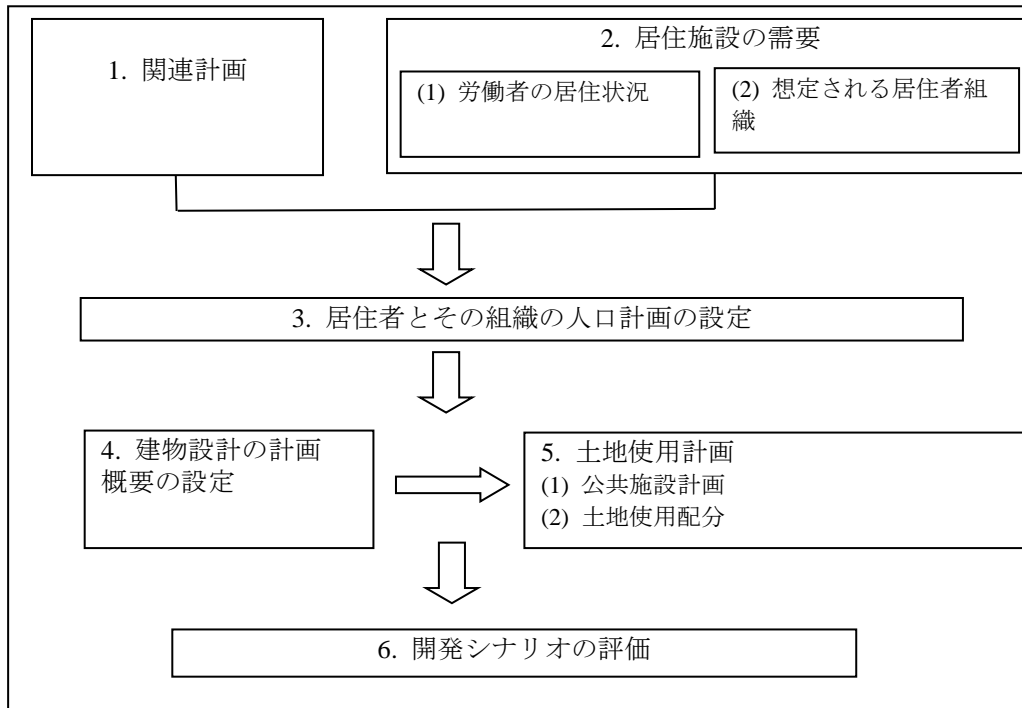 1. 関連計画
2. 居住施設の需要
(1) 労働者の居住状況
(2) 想定される居住者組
織
3. 居住者とその組織の人口計画の設定
4. 建物設計の計画
概要の設定
5. 土地使用計画
(1) 公共施設計画
(2) 土地使用配分
6. 開発シナリオの評価